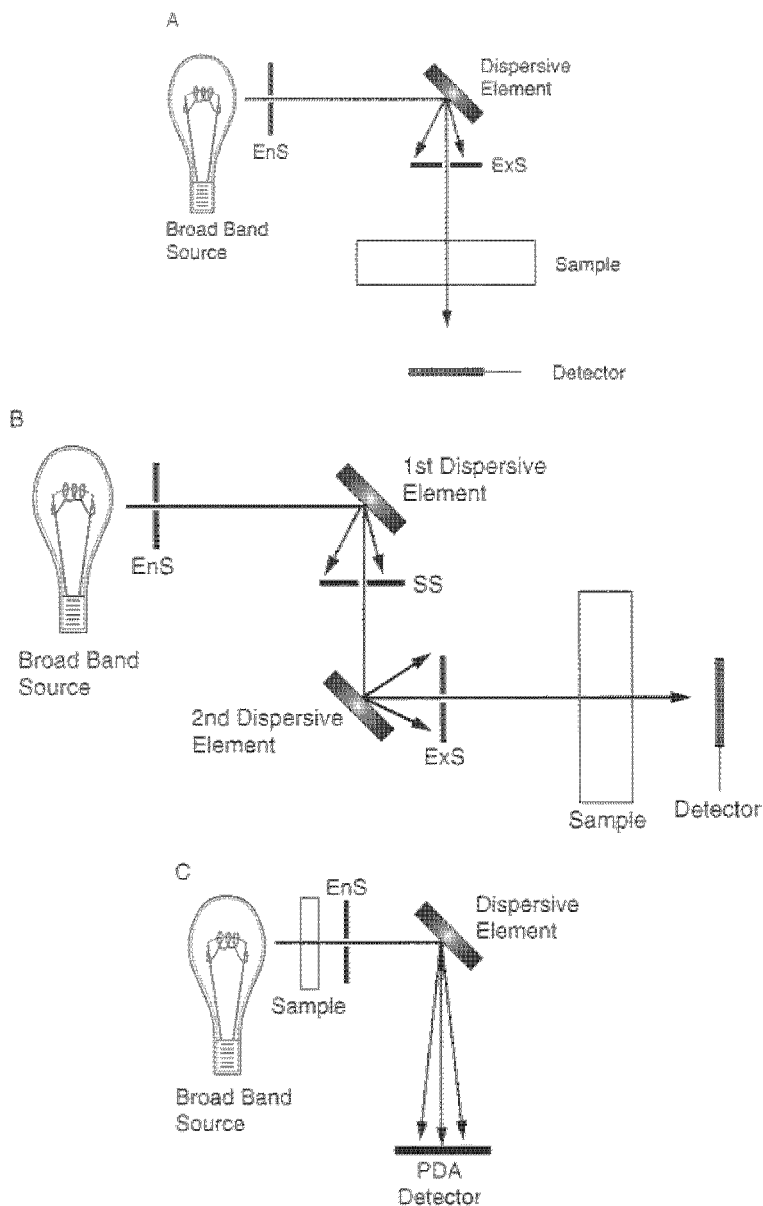 A
Dispersive
Element
EnS
ExS
Broad Band
Source
Sample
Detector
B
1st Dispersive
Element
EnS
SS
Broad Band
Source
2nd Dispersive
Element
ExS
Sample
Detector
C
EnS
Dispersive
Element
Sample
Broad Band
Source
PDA
Detector